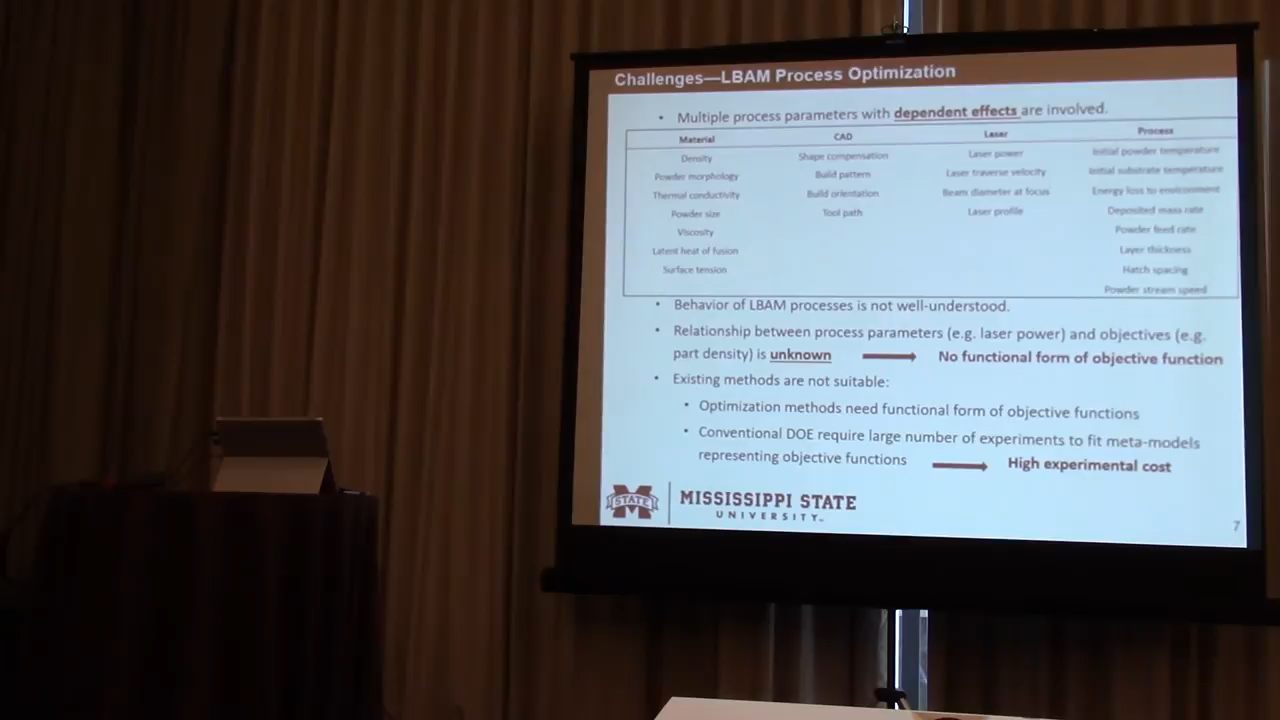 Challenges—LBAM Process Optimization
• Multiple process parameters with dependent effects are involved.
Material CAD Laser Process
Density Shape compensation Laser power Initial powder temperature
Powder morphology Build pattern Laser traverse velocity Initial substrate temperature
Thermal conductivity Build orientation Beam diameter at focus Energy loss to environment
Powder size Tool path Laser profile Deposited mass rate
Viscosity Powder feed rate
Latent heat of fusion Layer thickness
Surface tension Hatch spacing
Powder stream speed
• Behavior of LBAM processes is not well-understood.
• Relationship between process parameters (e.g. laser power) and objectives (e.g.
part density) is unknown No functional form of objective function
• Existing methods are not suitable:
• Optimization methods need functional form of objective functions
• Conventional DOE require large number of experiments to fit meta-models
representing objective functions High experimental cost
STATE MISSISSIPPI STATE
UNIVERSITY™
7